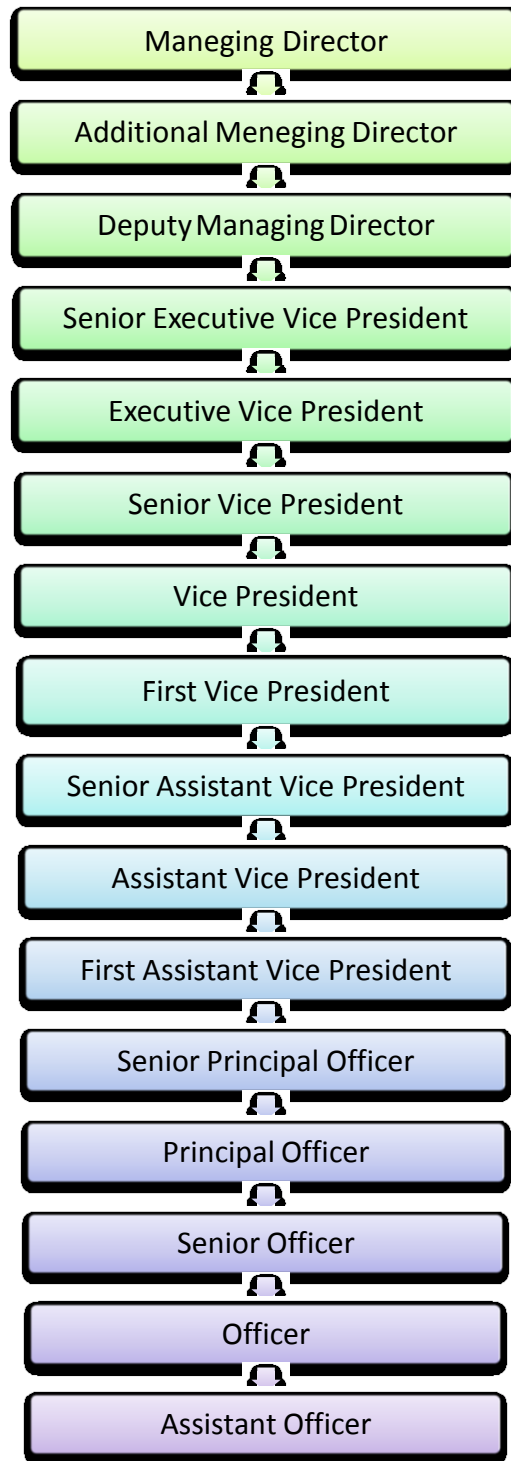 Maneging Director
Additional Meneging Director
Deputy Managing Director
Senior Executive Vice President
Executive Vice President
Senior Vice President
Vice President
First Vice President
Senior Assistant Vice President
Assistant Vice President
First Assistant Vice President
Senior Principal Officer
Principal Officer
Senior Officer
Officer
Assistant Officer